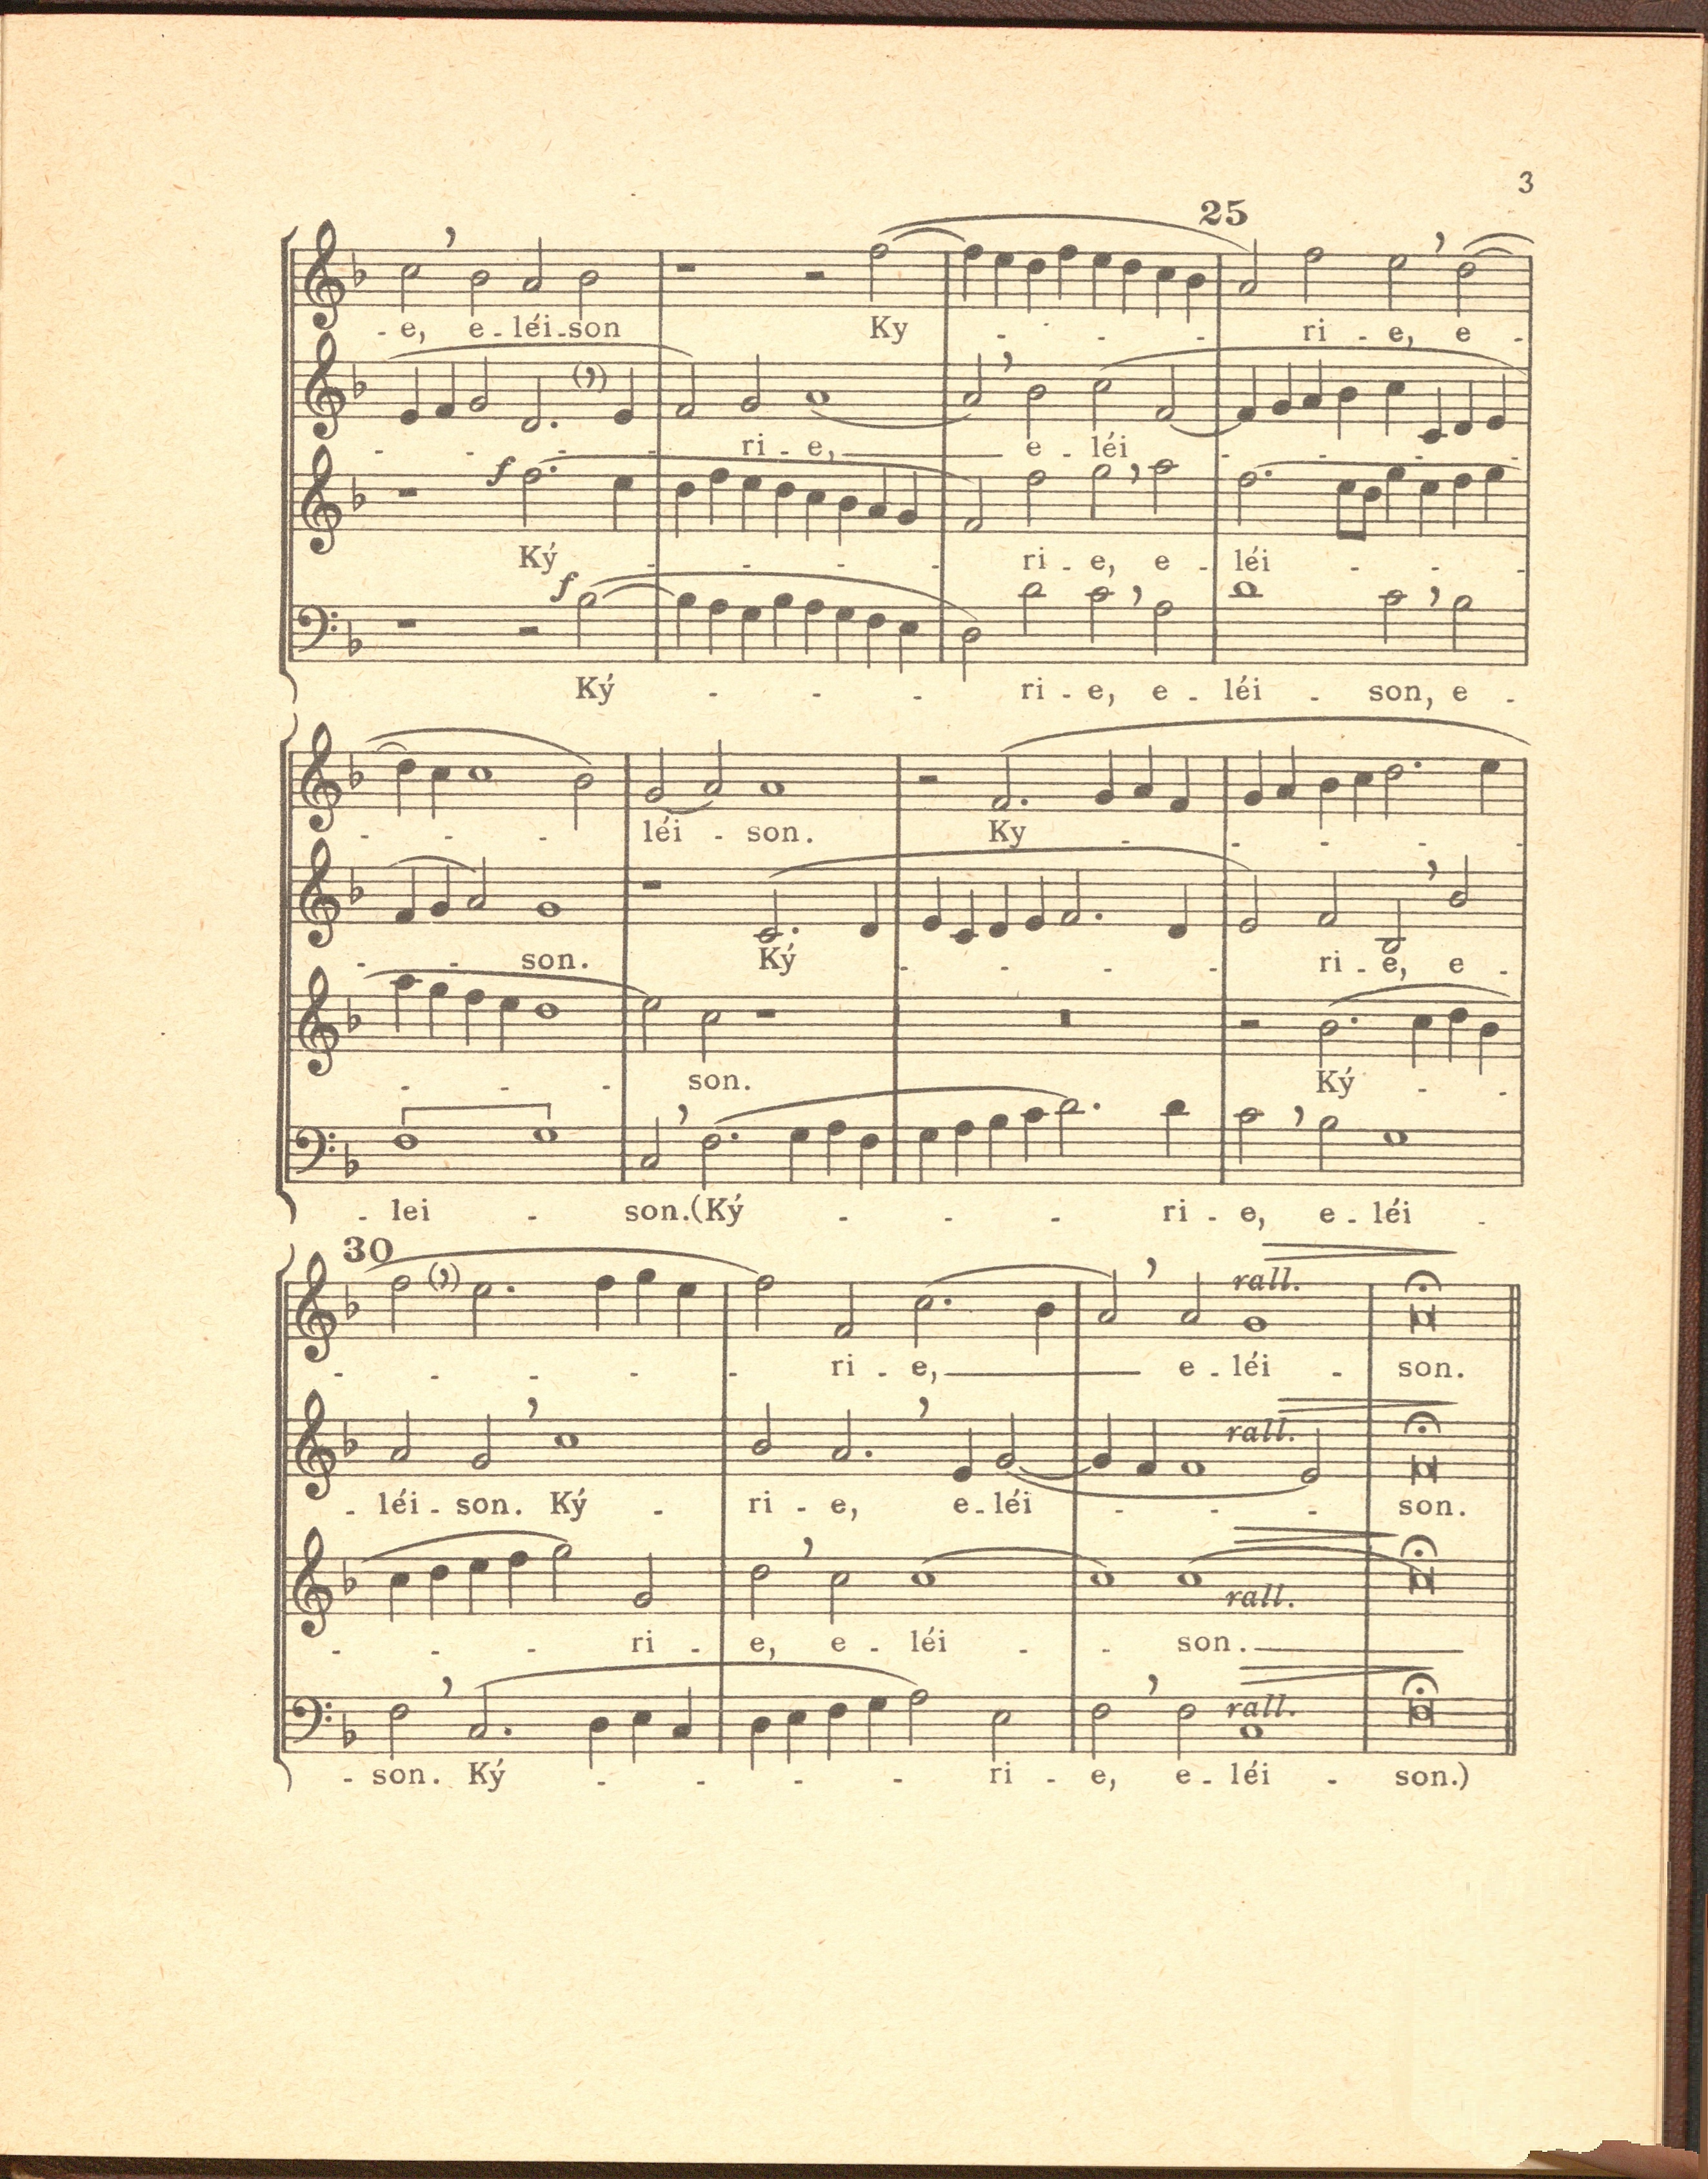 3
25
- e, e - léi - son Ky - - - ri - e, e -
(,)
- - - - ri - e, e - léi - - - -
f
Ký - - - - ri - e, e - léi - - -
f
Ký - - - ri - e, e - léi - son, e -
- - - léi - son. Ky - - - - -
- - son. Ký - - - - ri - e, e -
- - - son. Ký - -
- lei - son. (Ký - - - ri - e, e - léi -
30
(,) rall.
- - - - - ri - e, e - léi - son.
rall.
- léi - son. Ký - ri - e, e - léi - - - son.
rall.
- - - ri - e, e - léi - - son.
rall.
- son. Ký - - - - ri - e, e - léi - son.)